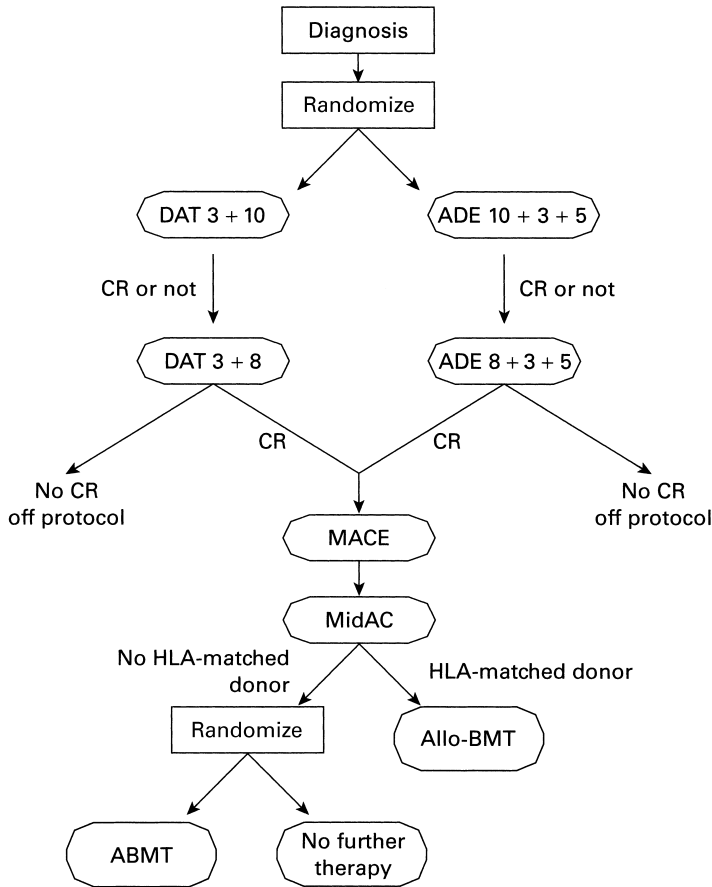 Diagnosis
Randomize
DAT 3 + 10
ADE 10 + 3 + 5
CR or not
CR or not
DAT 3 + 8
ADE 8 + 3 + 5
CR
CR
No CR
off protocol
No CR
off protocol
MACE
MidAC
No HLA-matched
donor
HLA-matched donor
Randomize
Allo-BMT
ABMT
No further
therapy